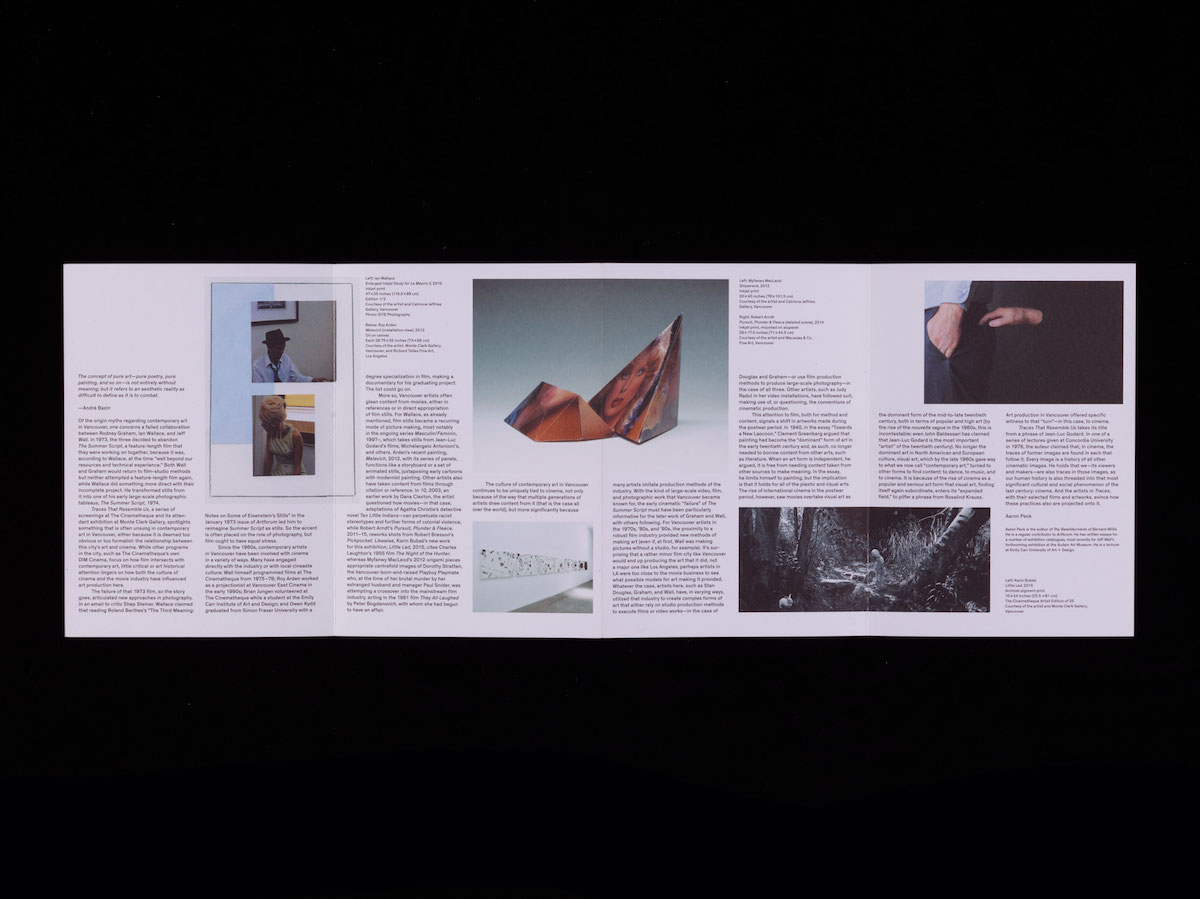 The concept of pure art—pure poetry, pure
painting, and so on—is not entirely without
meaning; but it refers to an aesthetic reality as
difficult to define as it is to combat.
—André Bazin
Of the origin myths regarding contemporary art
in Vancouver, one concerns a failed collaboration
between Rodney Graham, Ian Wallace, and Jeff
Wall. In 1973, the three decided to abandon
The Summer Script, a feature-length film that
they were working on together, because it was,
according to Wallace, at the time "well beyond our
resources and technical experience." Both Wall
and Graham would return to film-studio methods
but neither attempted a feature-length film again,
while Wallace did something more direct with their
incomplete project. He transformed stills from
it into one of his early large-scale photographic
tableaus, The Summer Script, 1974.
Traces That Resemble Us, a series of
screenings at The Cinematheque and its atten-
dant exhibition at Monte Clark Gallery, spotlights
something that is often unsung in contemporary
art in Vancouver, either because it is deemed too
obvious or too formalist: the relationship between
this city's art and cinema. While other programs
in the city, such as The Cinematheque's own
DIM Cinema, focus on how film intersects with
contemporary art, little critical or art historical
attention lingers on how both the culture of
cinema and the movie industry have influenced
art production here.
The failure of that 1973 film, so the story
goes, articulated new approaches in photography.
In an email to critic Shep Steiner, Wallace claimed
that reading Roland Barthes's "The Third Meaning:
Notes on Some of Eisenstein's Stills" in the
January 1973 issue of Artforum led him to
reimagine Summer Script as stills. So the accent
is often placed on the role of photography, but
film ought to have equal stress.
Since the 1960s, contemporary artists
in Vancouver have been involved with cinema
in a variety of ways. Many have engaged
directly with the industry or with local cineaste
culture: Wall himself programmed films at The
Cinematheque from 1975–76; Roy Arden worked
as a projectionist at Vancouver East Cinema in
the early 1990s; Brian Jungen volunteered at
The Cinematheque while a student at the Emily
Carr Institute of Art and Design; and Owen Kydd
graduated from Simon Fraser University with a
Left: Ian Wallace
Enlarged Inkjet Study for Le Mépris II, 2010
Inkjet print
47 × 35 inches (119.5 × 89 cm)
Edition 1/3
Courtesy of the artist and Catriona Jeffries
Gallery, Vancouver
Photo: SITE Photography
Below: Roy Arden
Malevich (installation view), 2012
Oil on canvas
Each 28.75 × 35 inches (73 × 89 cm)
Courtesy of the artist, Monte Clark Gallery,
Vancouver, and Richard Telles Fine Art,
Los Angeles
degree specialization in film, making a
documentary for his graduating project.
The list could go on.
More so, Vancouver artists often
glean content from movies, either in
references or in direct appropriation
of film stills. For Wallace, as already
mentioned, film stills became a recurring
mode of picture making, most notably
in the ongoing series Masculin/Féminin,
1997–, which takes stills from Jean-Luc
Godard's films, Michelangelo Antonioni's,
and others. Arden's recent painting,
Malevich, 2012, with its series of panels,
functions like a storyboard or a set of
animated stills, juxtaposing early cartoons
with modernist painting. Other artists also
have taken content from films through
citation or reference. In 10, 2003, an
earlier work by Dana Claxton, the artist
questioned how movies—in that case,
adaptations of Agatha Christie's detective
novel Ten Little Indians—can perpetuate racist
stereotypes and further forms of colonial violence,
while Robert Arndt's Pursuit, Plunder & Fleece,
2011–15, reworks shots from Robert Bresson's
Pickpocket. Likewise, Karin Bubaš's new work
for this exhibition, Little Led, 2015, cites Charles
Laughton's 1955 film The Night of the Hunter,
whereas Myfanwy MacLeod's 2012 origami pieces
appropriate centrefold images of Dorothy Stratten,
the Vancouver-born-and-raised Playboy Playmate
who, at the time of her brutal murder by her
estranged husband and manager Paul Snider, was
attempting a crossover into the mainstream film
industry, acting in the 1981 film They All Laughed
by Peter Bogdanovich, with whom she had begun
to have an affair.
The culture of contemporary art in Vancouver
continues to be uniquely tied to cinema, not only
because of the way that multiple generations of
artists draw content from it (that is the case all
over the world), but more significantly because
many artists imitate production methods of the
industry. With the kind of large-scale video, film,
and photographic work that Vancouver became
known for, the early cinematic "failure" of The
Summer Script must have been particularly
informative for the later work of Graham and Wall,
with others following. For Vancouver artists in
the 1970s, '80s, and '90s, the proximity to a
robust film industry provided new methods of
making art (even if, at first, Wall was making
pictures without a studio, for example). It's sur-
prising that a rather minor film city like Vancouver
would end up producing the art that it did, not
a major one like Los Angeles; perhaps artists in
LA were too close to the movie business to see
what possible models for art making it provided.
Whatever the case, artists here, such as Stan
Douglas, Graham, and Wall, have, in varying ways,
utilized that industry to create complex forms of
art that either rely on studio production methods
to execute films or video works—in the case of
Left: Myfanwy MacLeod
Stagparty, 2012
Inkjet print
30 × 40 inches (76 × 101.5 cm)
Courtesy of the artist and Catriona Jeffries
Gallery, Vancouver
Right: Robert Arndt
Pursuit, Plunder & Fleece (deleted scene), 2015
Inkjet print, mounted on alupanel
28 × 17.5 inches (71 × 44.5 cm)
Courtesy of the artist and Macaulay & Co.
Fine Art, Vancouver
Douglas and Graham—or use film production
methods to produce large-scale photography—in
the case of all three. Other artists, such as Judy
Radul in her video installations, have followed suit,
making use of, or questioning, the conventions of
cinematic production.
This attention to film, both for method and
content, signals a shift in artworks made during
the postwar period. In 1940, in the essay "Towards
a New Laocoon," Clement Greenberg argued that
painting had become the "dominant" form of art in
the early twentieth century and, as such, no longer
needed to borrow content from other arts, such
as literature. When an art form is independent, he
argued, it is free from needing content taken from
other sources to make meaning. In the essay,
he limits himself to painting, but the implication
is that it holds for all of the plastic and visual arts.
The rise of international cinema in the postwar
period, however, saw movies overtake visual art as
the dominant form of the mid-to-late twentieth
century, both in terms of popular and high art (by
the rise of the nouvelle vague in the 1960s, this is
incontestable: even John Baldessari has claimed
that Jean-Luc Godard is the most important
"artist" of the twentieth century). No longer the
dominant art in North American and European
culture, visual art, which by the late 1960s gave way
to what we now call "contemporary art," turned to
other forms to find content: to dance, to music, and
to cinema. It is because of the rise of cinema as a
popular and serious art form that visual art, finding
itself again subordinate, enters its "expanded
field," to pilfer a phrase from Rosalind Krauss.
Art production in Vancouver offered specific
witness to that "turn"—in this case, to cinema.
Traces That Resemble Us takes its title
from a phrase of Jean-Luc Godard. In one of a
series of lectures given at Concordia University
in 1978, the auteur claimed that, in cinema, the
traces of former images are found in each that
follow it. Every image is a history of all other
cinematic images. He holds that we—its viewers
and makers—are also traces in those images, as
our human history is also threaded into that most
significant cultural and social phenomenon of the
last century: cinema. And the artists in Traces,
with their selected films and artworks, evince how
these practices also are projected onto it.
Aaron Peck
Aaron Peck is the author of The Bewilderments of Bernard Willis.
He is a regular contributor to Artforum. He has written essays for
a number of exhibition catalogues, most recently for Jeff Wall's
forthcoming exhibition at the Audain Art Museum. He is a lecturer
at Emily Carr University of Art + Design.
Left: Karin Bubaš
Little Led, 2015
Archival pigment print
10 × 24 inches (25.5 × 61 cm)
The Cinematheque Artist Edition of 25
Courtesy of the artist and Monte Clark Gallery,
Vancouver